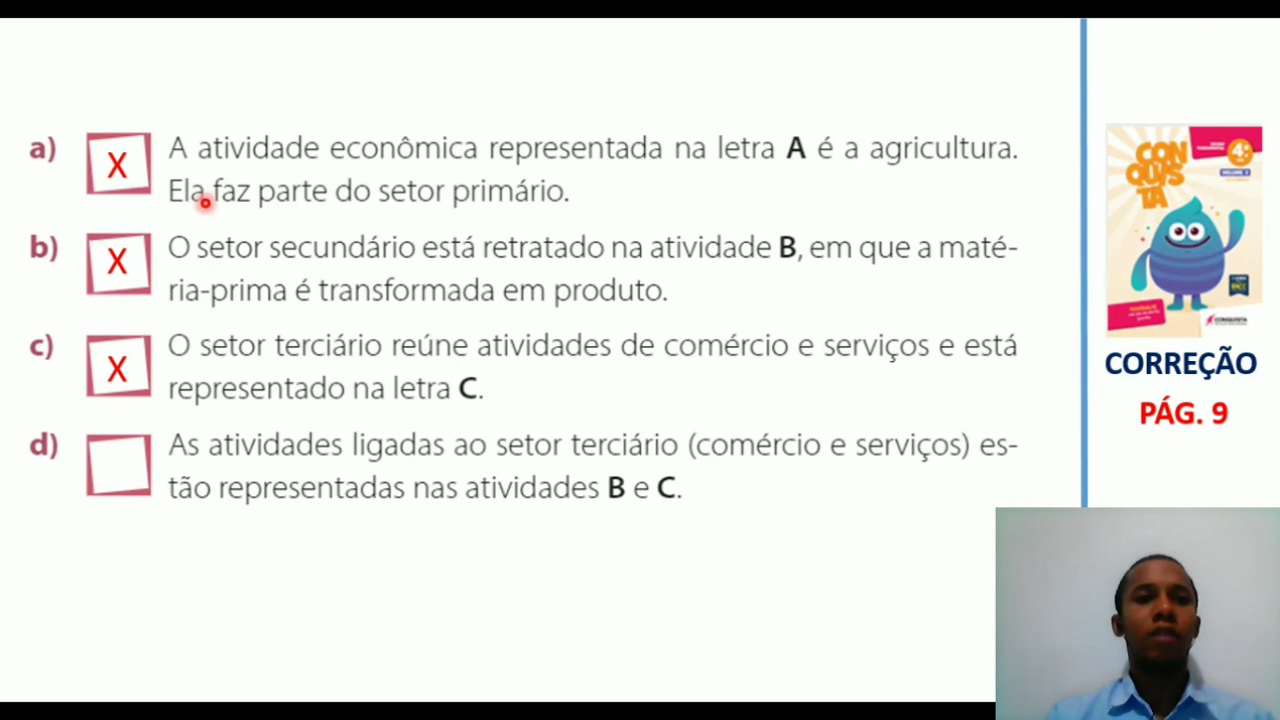 a) X A atividade econômica representada na letra A é a agricultura.
Ela faz parte do setor primário.
b) X O setor secundário está retratado na atividade B, em que a maté-
ria-prima é transformada em produto.
c) X O setor terciário reúne atividades de comércio e serviços e está
representado na letra C.
d) As atividades ligadas ao setor terciário (comércio e serviços) es-
tão representadas nas atividades B e C.
CON
QUIS
TA
4º
VOLUME 3
CONQUISTA
CORREÇÃO
PÁG. 9